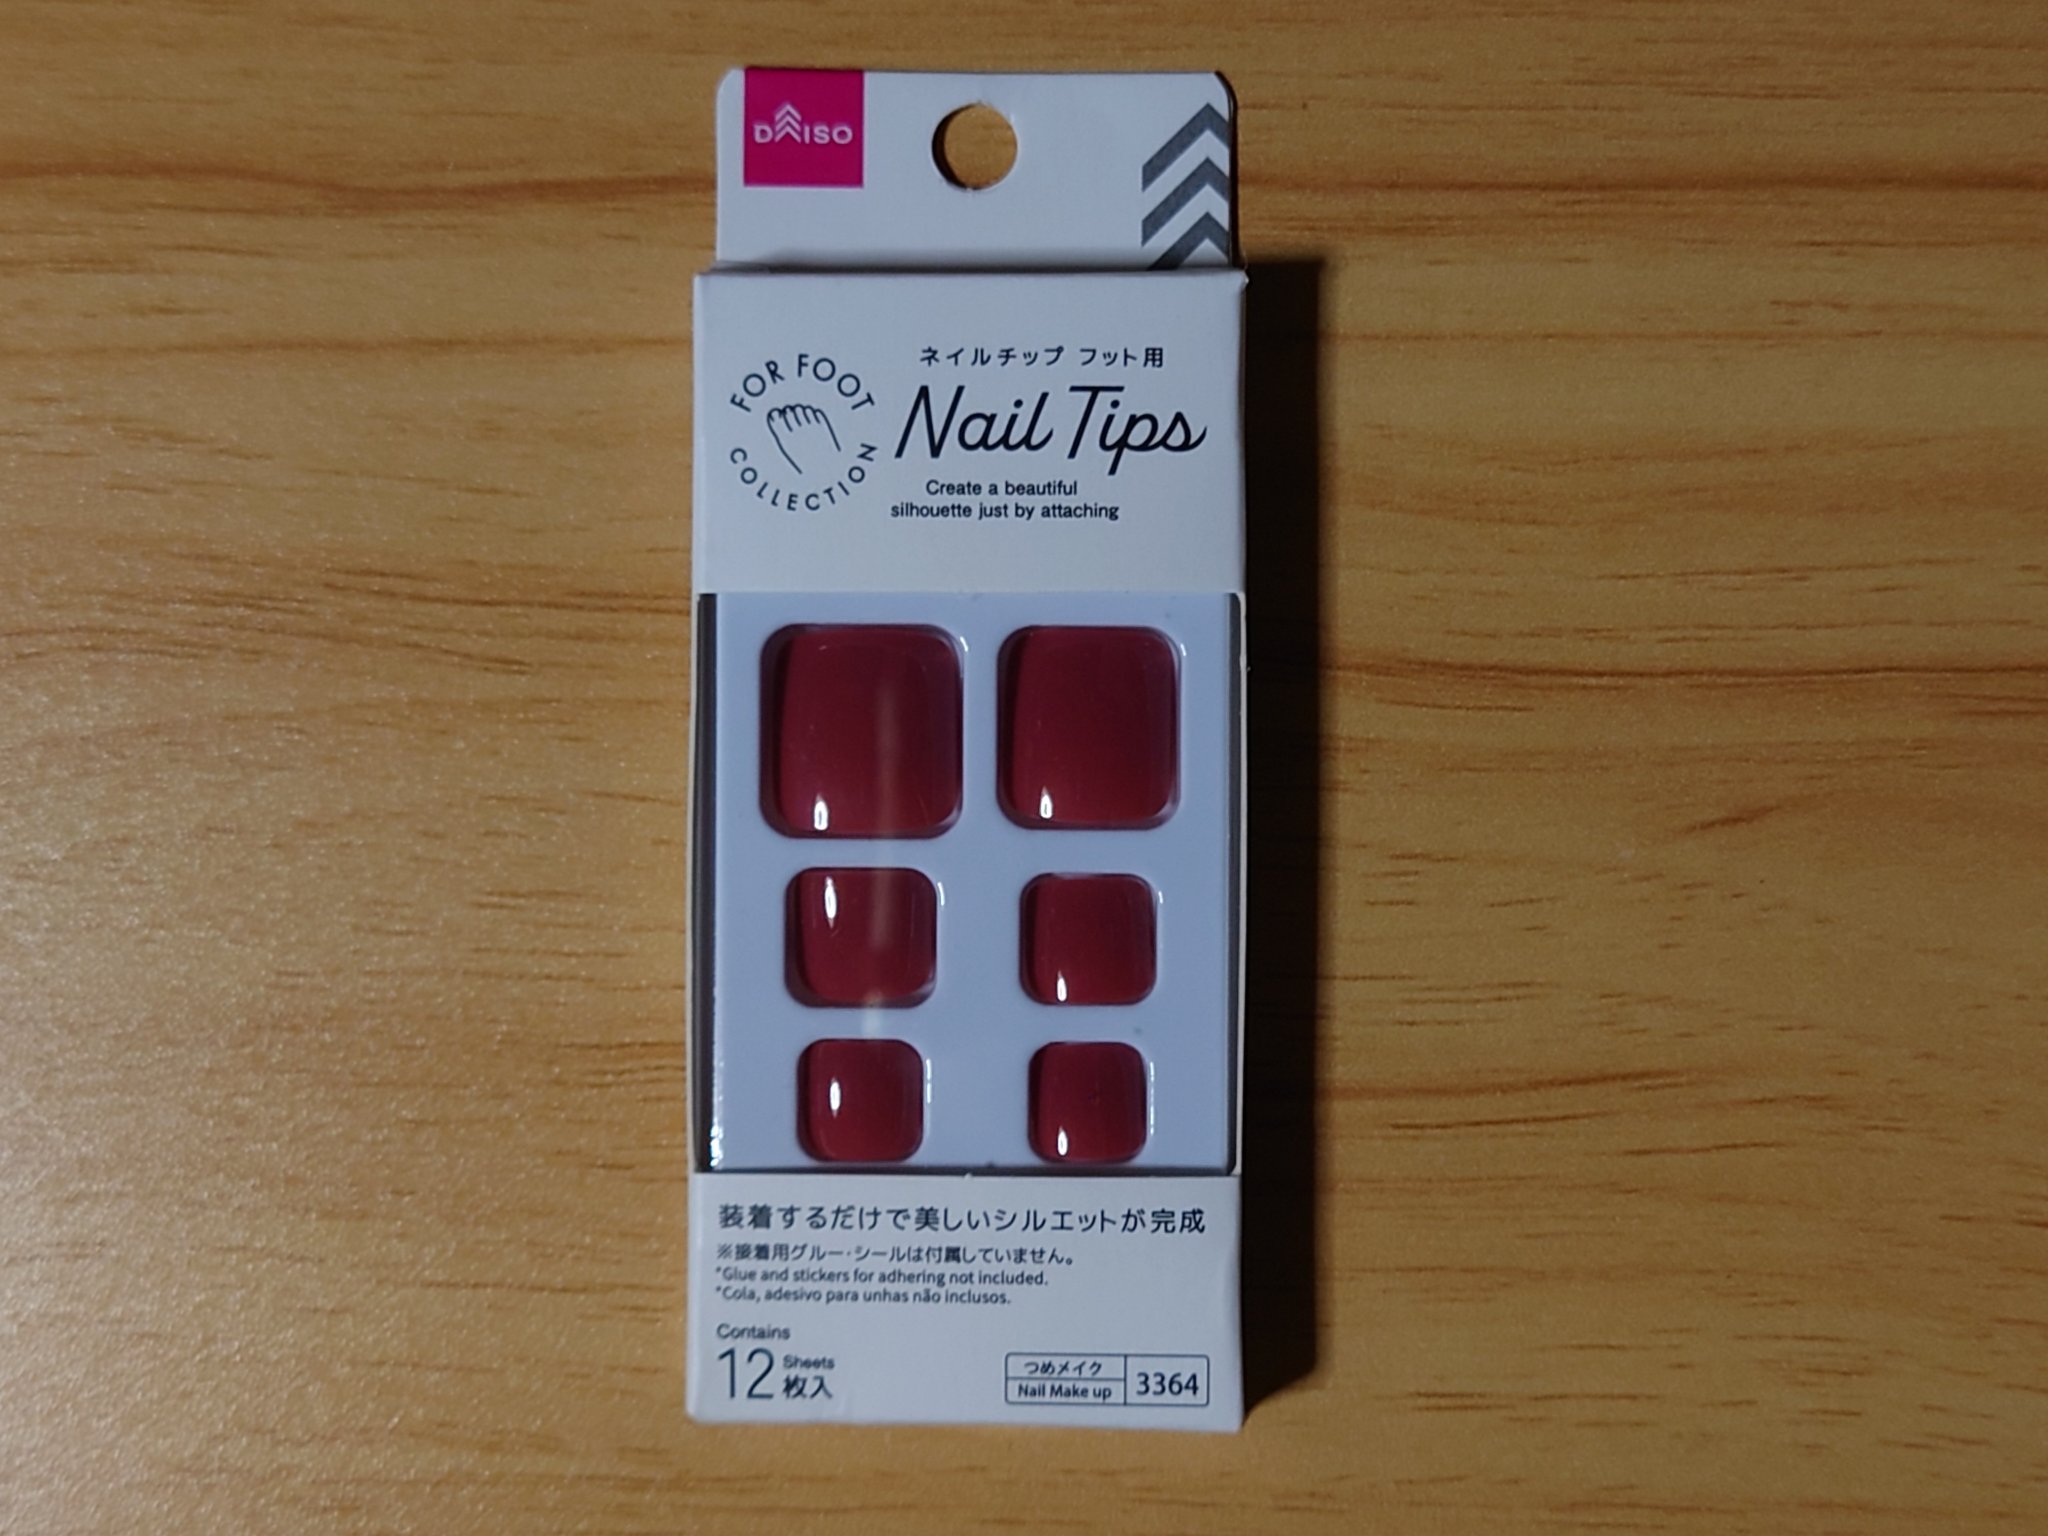 DAISO
FOR FOOT
COLLECTION
ネイルチップ フット用
Nail Tips
Create a beautiful
silhouette just by attaching
装着するだけで美しいシルエットが完成
※接着用グルー・シールは付属していません。
*Glue and stickers for adhering not included.
*Cola, adesivo para unhas não inclusos.
Contains
12 Sheets
枚入
つめメイク
Nail Make up
3364